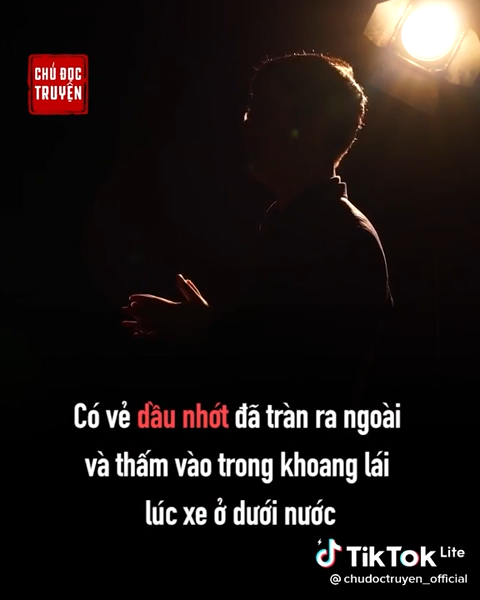 CHÚ ĐỌC
TRUYỆN
Có vẻ dầu nhớt đã tràn ra ngoài
và thấm vào trong khoang lái
lúc xe ở dưới nước
TikTok Lite
@chudoctruyen_official